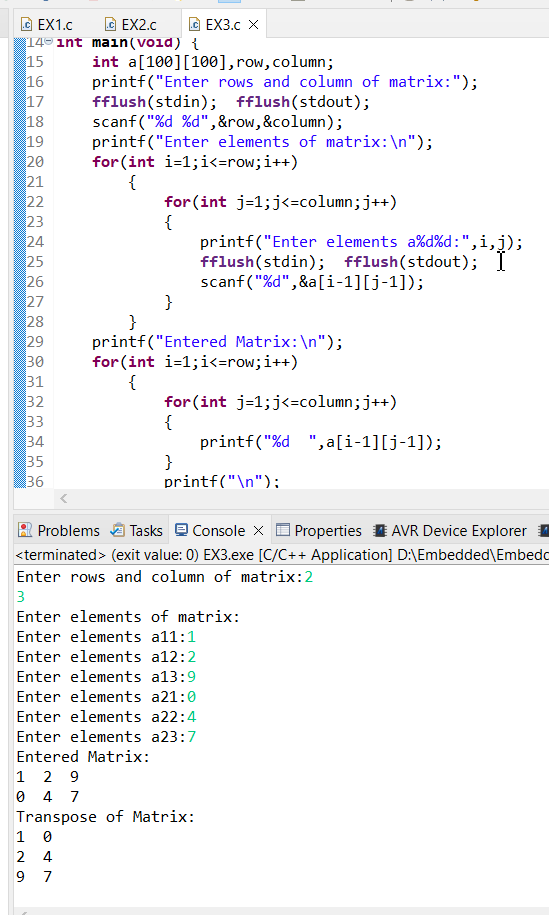 EX1.c EX2.c EX3.c
14 int main(void) {
15 int a[100][100],row,column;
16 printf("Enter rows and column of matrix:");
17 fflush(stdin);  fflush(stdout);
18 scanf("%d %d",&row,&column);
19 printf("Enter elements of matrix:\n");
20 for(int i=1;i<=row;i++)
21 {
22 for(int j=1;j<=column;j++)
23 {
24 printf("Enter elements a%d%d:",i,j);
25 fflush(stdin);  fflush(stdout);
26 scanf("%d",&a[i-1][j-1]);
27 }
28 }
29 printf("Entered Matrix:\n");
30 for(int i=1;i<=row;i++)
31 {
32 for(int j=1;j<=column;j++)
33 {
34 printf("%d  ",a[i-1][j-1]);
35 }
36 printf("\n");
Problems Tasks Console Properties AVR Device Explorer
<terminated> (exit value: 0) EX3.exe [C/C++ Application] D:\Embedded\Embedd
Enter rows and column of matrix:2
3
Enter elements of matrix:
Enter elements a11:1
Enter elements a12:2
Enter elements a13:9
Enter elements a21:0
Enter elements a22:4
Enter elements a23:7
Entered Matrix:
1  2  9
0  4  7
Transpose of Matrix:
1  0
2  4
9  7